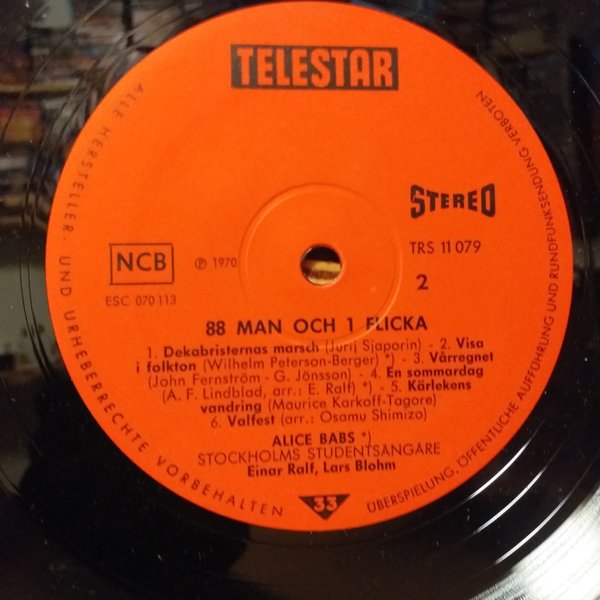 TELESTAR
ALLE HERSTELLER- UND URHEBERRECHTE VORBEHALTEN
ÜBERSPIELUNG, ÖFFENTLICHE AUFFÜHRUNG UND RUNDFUNKSENDUNG VERBOTEN
STEREO
NCB
℗ 1970
TRS 11 079
ESC 070 113
2
88 MAN OCH 1 FLICKA
1. Dekabristernas marsch (Jurij Sjaporin) - 2. Visa
i folkton (Wilhelm Peterson-Berger) *) - 3. Vårregnet
(John Fernström - G. Jönsson) - 4. En sommardag
(A. F. Lindblad, arr.: E. Ralf) *) - 5. Kärlekens
vandring (Maurice Karkoff-Tagore)
6. Valfest (arr.: Osamu Shimizo)
ALICE BABS *)
STOCKHOLMS STUDENTSÅNGARE
Einar Ralf, Lars Blohm
33